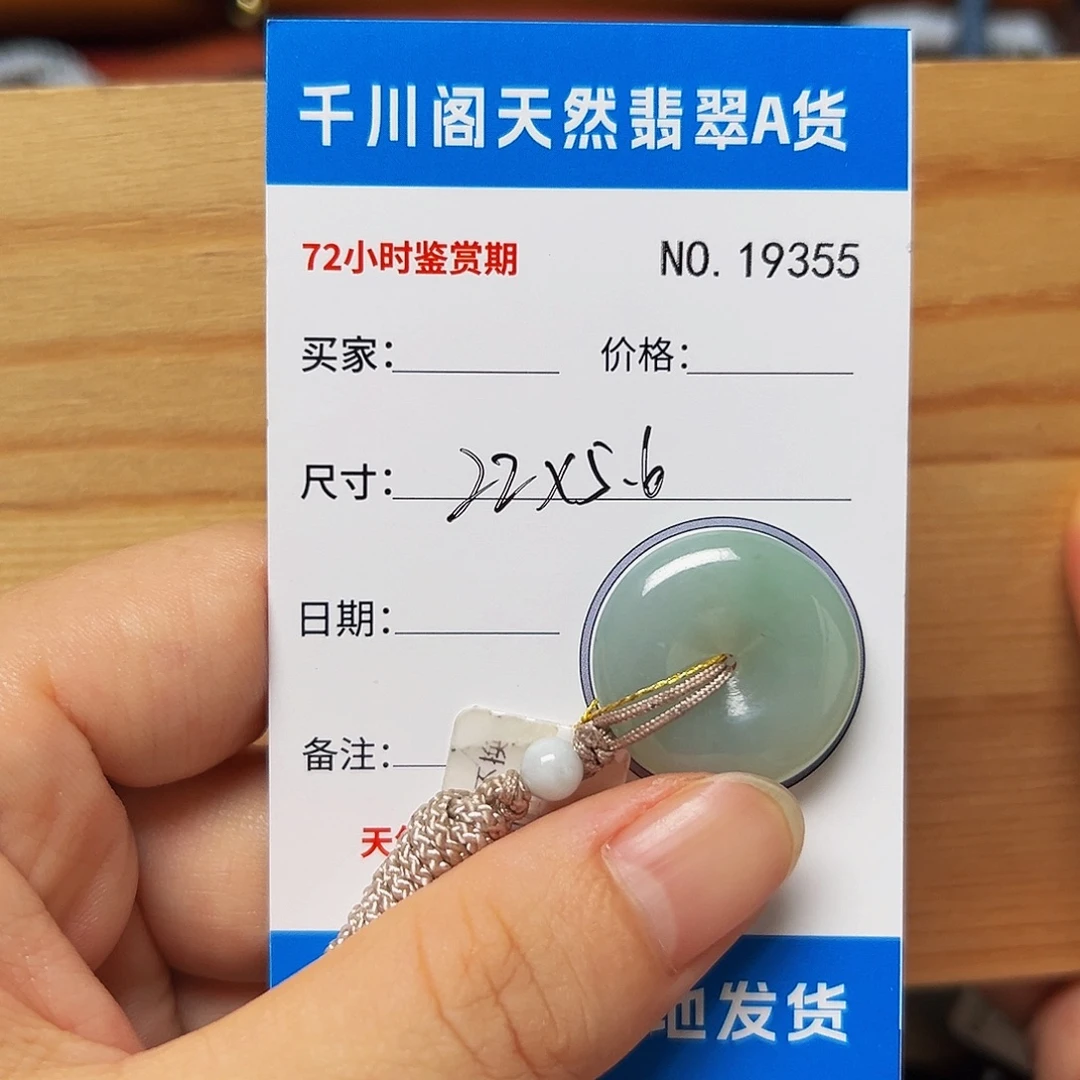 千川阁天然翡翠A货
72小时鉴赏期 NO. 19355
买家: 价格:
尺寸: 22X5.6
日期:
备注:
天
地发货